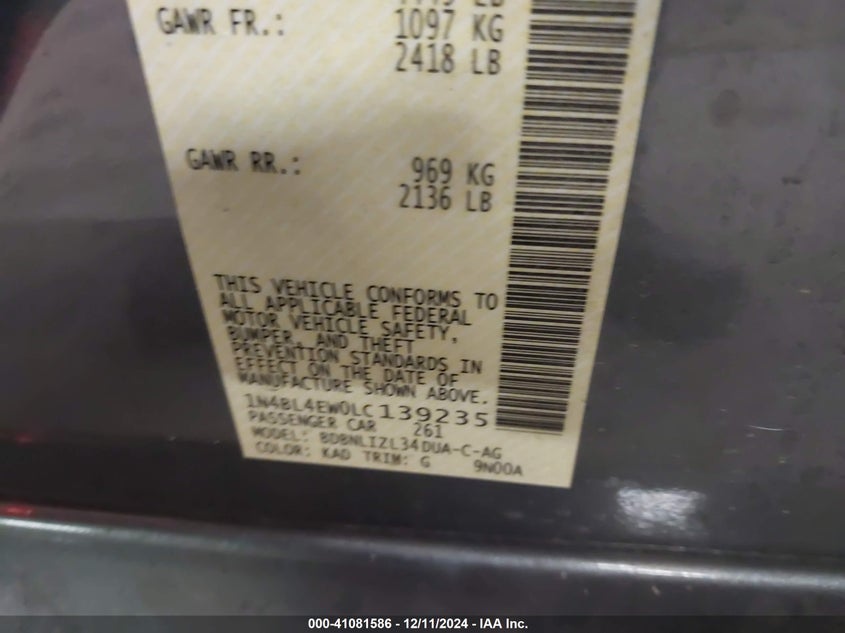 GAWR FR.: 1097 KG
2418 LB
GAWR RR.: 969 KG
2136 LB
THIS VEHICLE CONFORMS TO
ALL APPLICABLE FEDERAL
MOTOR VEHICLE SAFETY,
BUMPER, AND THEFT
PREVENTION STANDARDS IN
EFFECT ON THE DATE OF
MANUFACTURE SHOWN ABOVE.
1N4BL4EW0LC139235
PASSENGER CAR 261
MODEL: BDBNLIZL34DUA-C-AG
COLOR: KAD TRIM: G 9N00A
000-41081586 - 12/11/2024 - IAA Inc.